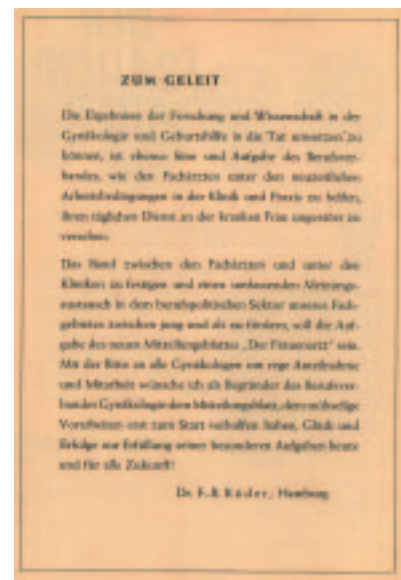 ZUM GELEIT
Die Ergebnisse der Forschung und Wissenschaft in der
Gynäkologie und Geburtshilfe in die Tat umsetzen zu
können, ist ebenso Sinn und Aufgabe des Berufsver-
bandes, wie den Fachärzten unter den neuzeitlichen
Arbeitsbedingungen in der Klinik und Praxis zu helfen,
ihren täglichen Dienst an der kranken Frau ungestört zu
versehen.
Das Band zwischen den Fachärzten und unter den
Kliniken zu festigen und einen umfassenden Meinungs-
austausch in dem berufspolitischen Sektor unseres Fach-
gebietes zwischen jung und alt zu fördern, soll die Auf-
gabe des neuen Mitteilungsblattes „Der Frauenarzt" sein.
Mit der Bitte an alle Gynäkologen um rege Anteilnahme
und Mitarbeit wünsche ich als Begründer des Berufsver-
bandes Gynäkologie dem Mitteilungsblatt, dem mühselige
Vorarbeiten erst zum Start verholfen haben, Glück und
Erfolge zur Erfüllung seiner besonderen Aufgaben heute
und für alle Zukunft!
Dr. F. B. Röder, Hamburg